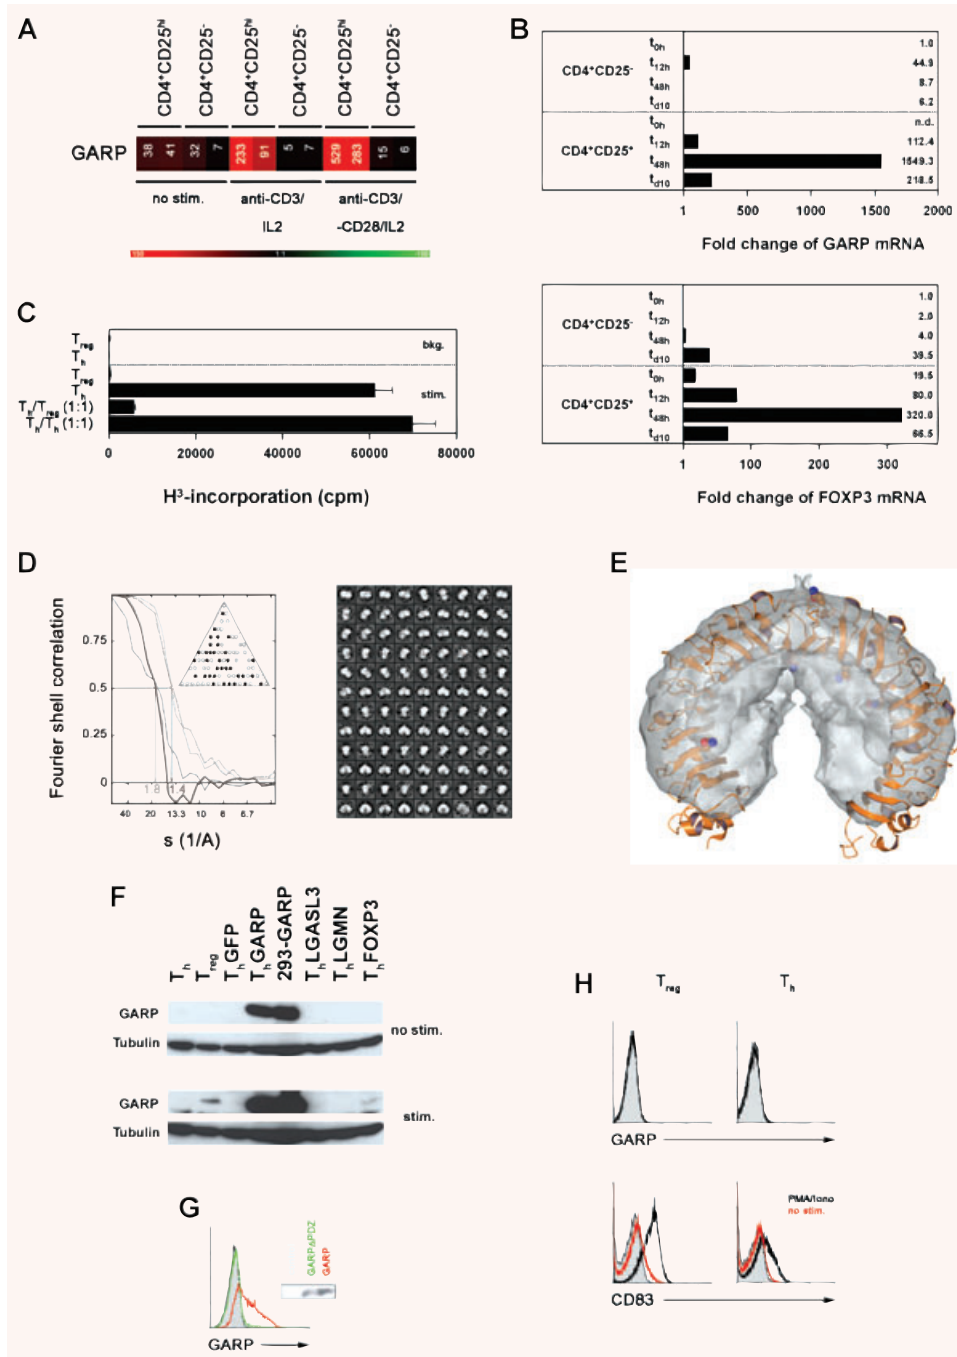 A
CD4+CD25hi
CD4+CD25-
CD4+CD25hi
CD4+CD25-
CD4+CD25hi
CD4+CD25-
GARP
38 41 32 7 233 91 5 7 529 283 15 6
no stim.
anti-CD3/
IL2
anti-CD3/
-CD28/IL2
1:1
B
CD4+CD25-
t0h 1.0
t12h 44.9
t48h 8.7
td10 6.2
CD4+CD25+
t0h n.d.
t12h 112.4
t48h 1549.3
td10 218.5
1 500 1000 1500 2000
Fold change of GARP mRNA
CD4+CD25-
t0h 1.0
t12h 2.0
t48h 4.0
td10 39.5
CD4+CD25+
t0h 19.5
t12h 80.0
t48h 320.0
td10 66.5
1 100 200 300
Fold change of FOXP3 mRNA
C
Treg
Th
bkg.
Treg
Th
Th/Treg (1:1)
Th/Th (1:1)
stim.
0 20000 40000 60000 80000
H3-incorporation (cpm)
D
Fourier shell correlation
0.75
0.5
0.25
0
1.8 1.4
40 20 13.3 10 8 6.7
s (1/A)
E
F
Th
Treg
ThGFP
ThGARP
293-GARP
ThLGASL3
ThLGMN
ThFOXP3
GARP
Tubulin
no stim.
GARP
Tubulin
stim.
G
GARPΔPDZ
GARP
GARP
H
Treg
Th
GARP
PMA/Iono
no stim.
CD83